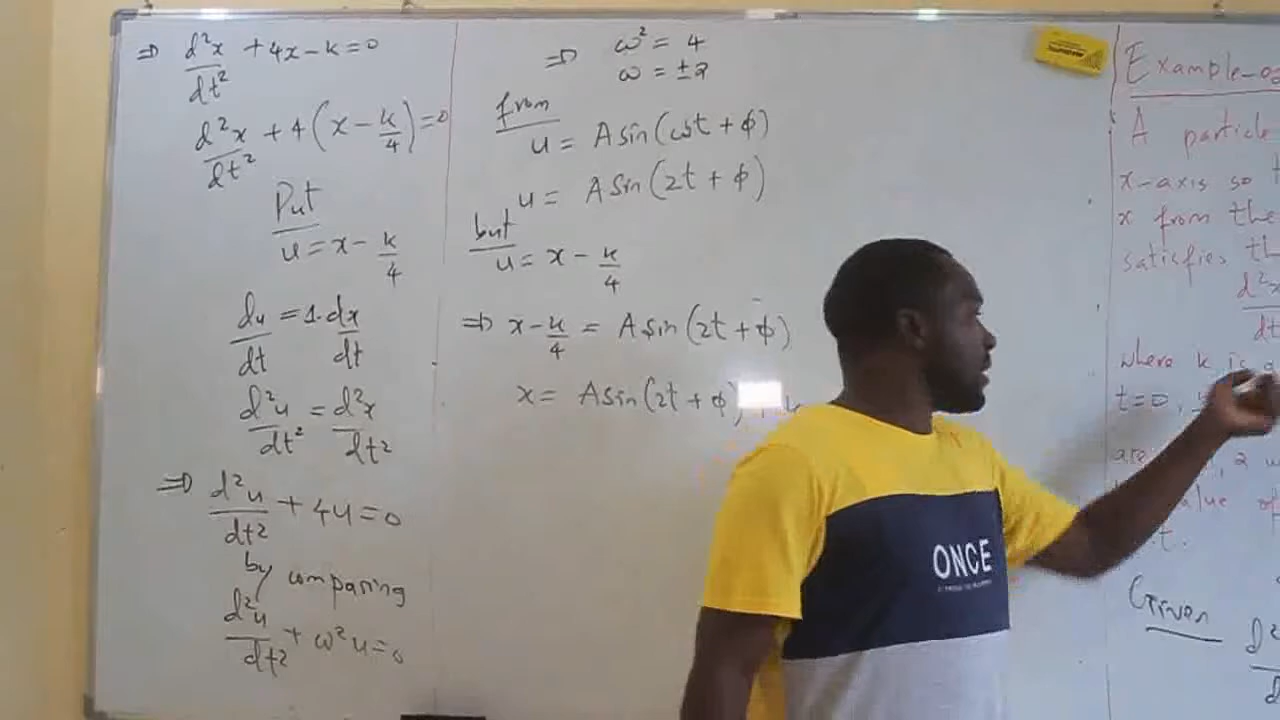 ⇒ d²x/dt² + 4x - k = 0
d²x/dt² + 4(x - k/4) = 0
Put
u = x - k/4
du/dt = 1.dx/dt
d²u/dt² = d²x/dt²
⇒ d²u/dt² + 4u = 0
by comparing
d²u/dt² + ω²u = 0
⇒ ω² = 4
ω = ±2
from
u = A sin(ωt + φ)
u = A sin(2t + φ)
but
u = x - k/4
⇒ x - k/4 = A sin(2t + φ)
x = A sin(2t + φ)
Example
A particle
x-axis so
x from the
satisfies
d²x
where k is
t=0,
are
value of
t.
Given
d²
ONCE